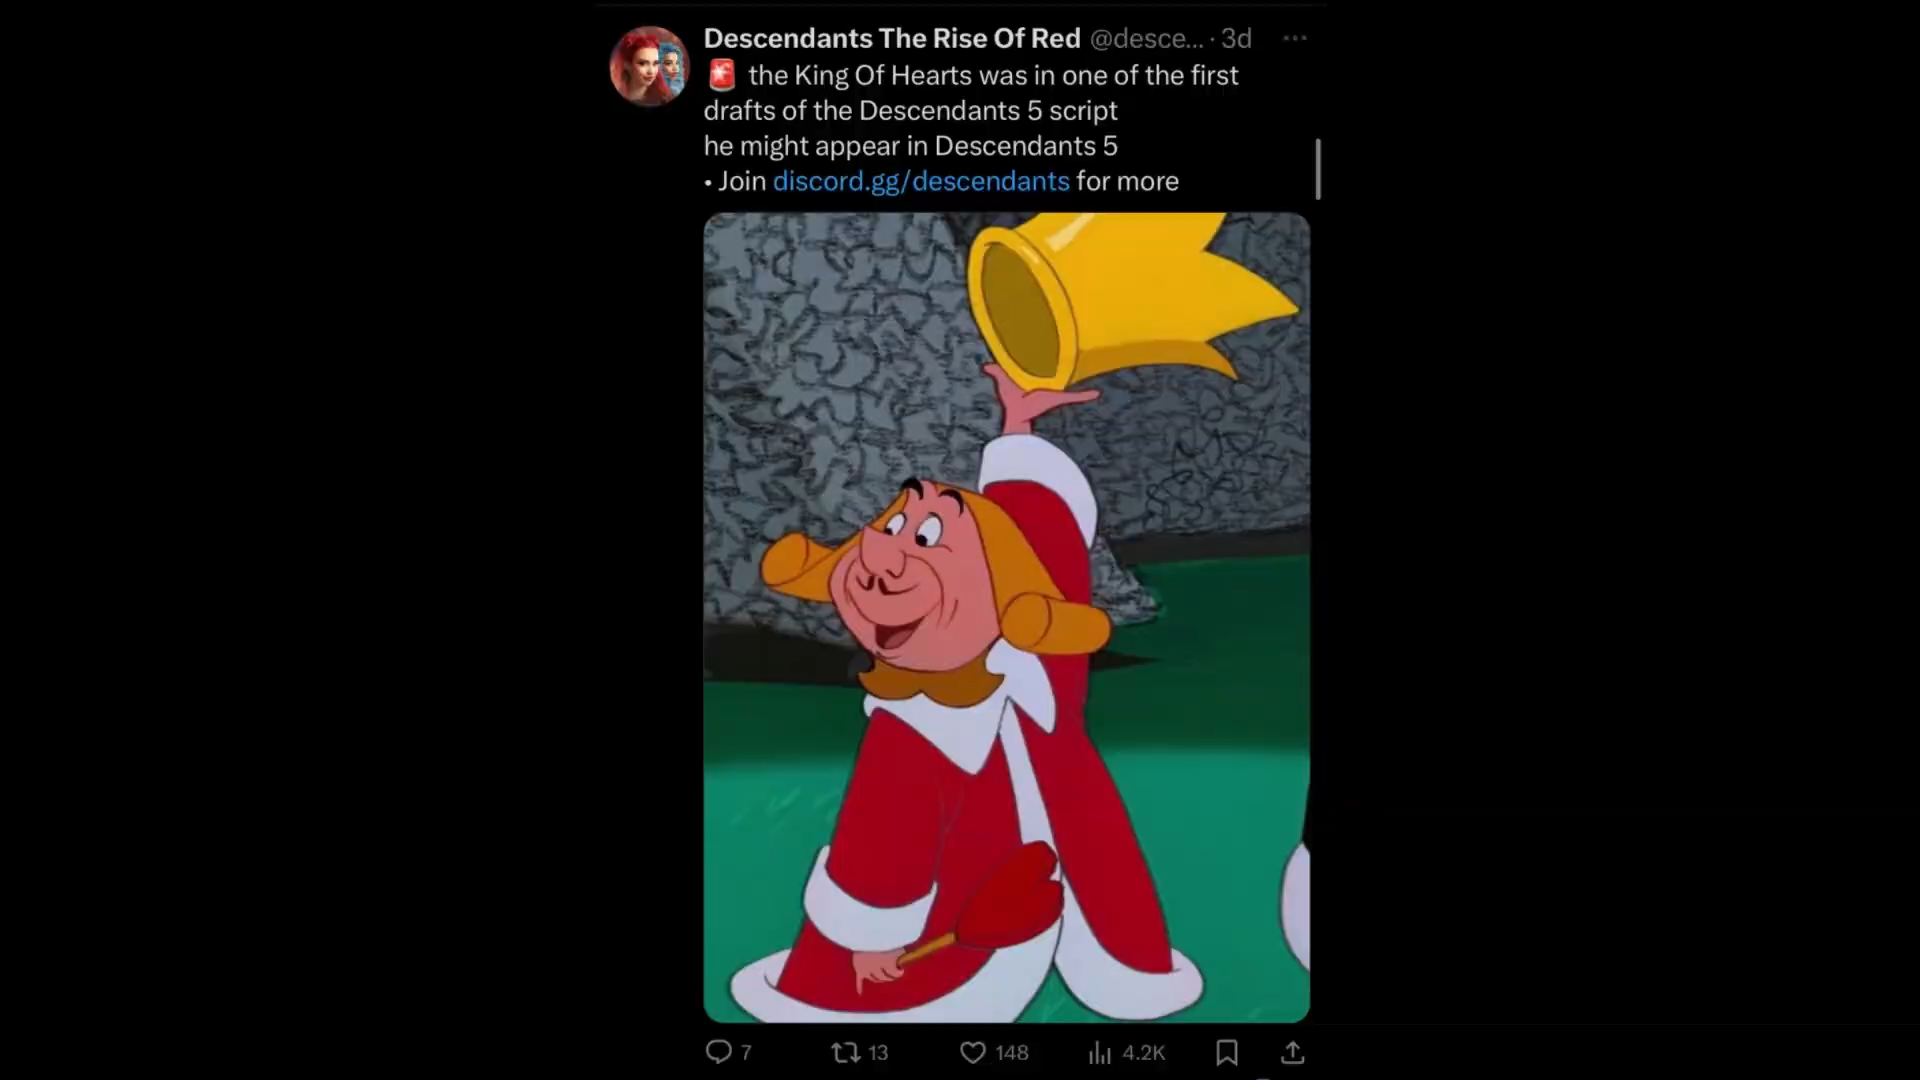 Descendants The Rise Of Red @desce... · 3d
🚨 the King Of Hearts was in one of the first
drafts of the Descendants 5 script
he might appear in Descendants 5
• Join discord.gg/descendants for more
7 13 148 4.2K